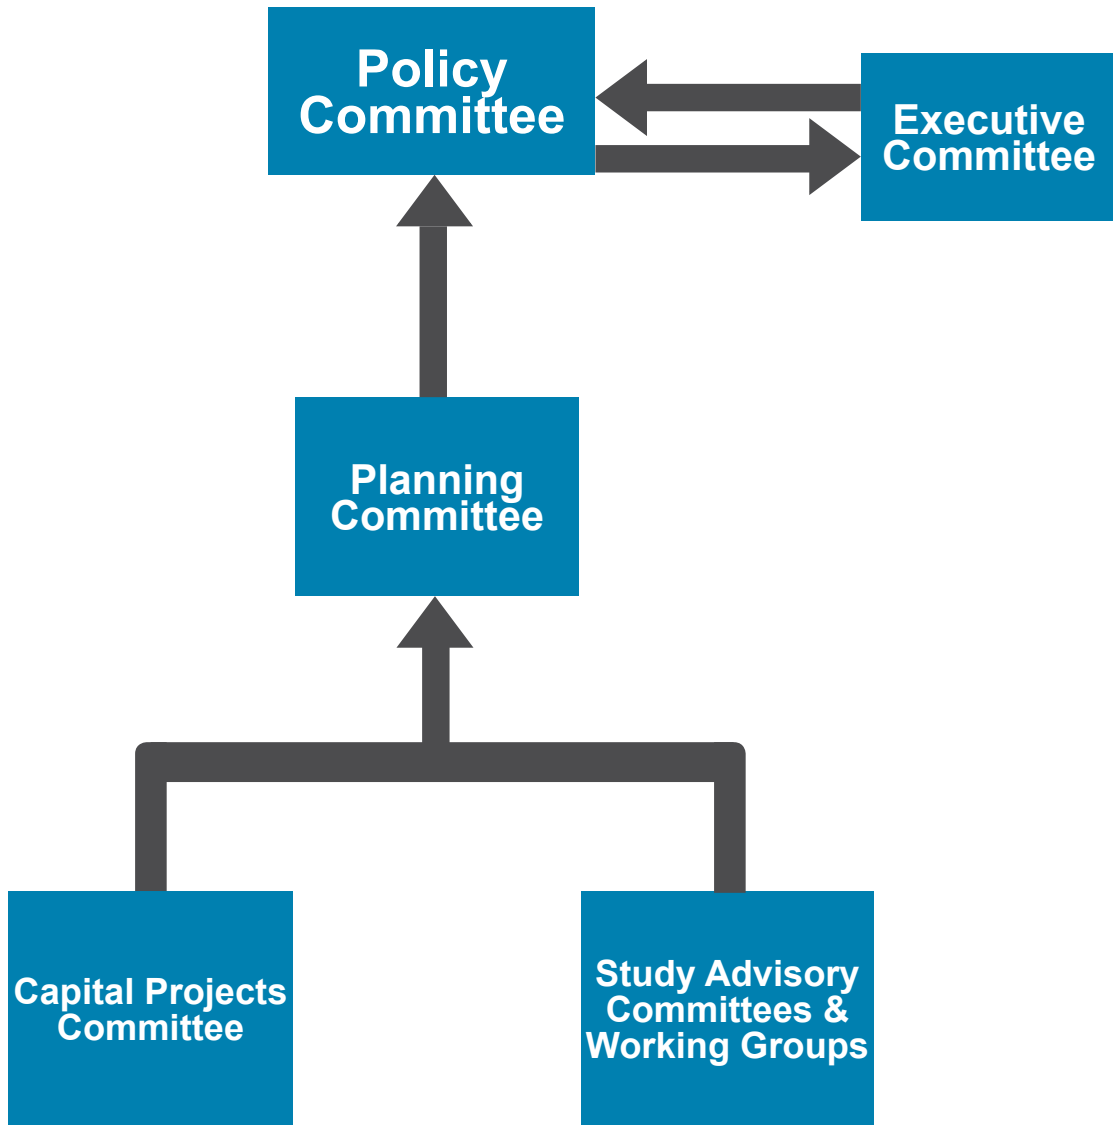 Policy
Committee
Executive
Committee
Planning
Committee
Capital Projects
Committee
Study Advisory
Committees &
Working Groups